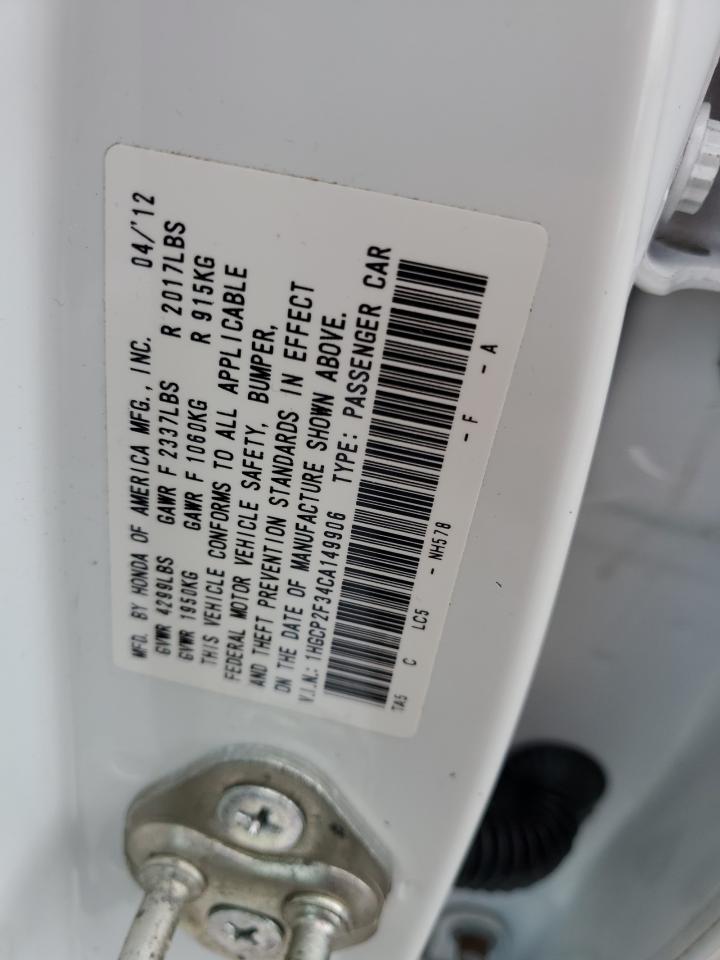 MFD. BY HONDA OF AMERICA MFG., INC. 04/'12
GVWR 4299LBS GAWR F 2337LBS R 2017LBS
GVWR 1950KG GAWR F 1060KG R 915KG
THIS VEHICLE CONFORMS TO ALL APPLICABLE
FEDERAL MOTOR VEHICLE SAFETY, BUMPER,
AND THEFT PREVENTION STANDARDS IN EFFECT
ON THE DATE OF MANUFACTURE SHOWN ABOVE.
V.I.N.: 1HGCP2F34CA149906 TYPE: PASSENGER CAR
TA5 C LC5 - NH578 - F - A